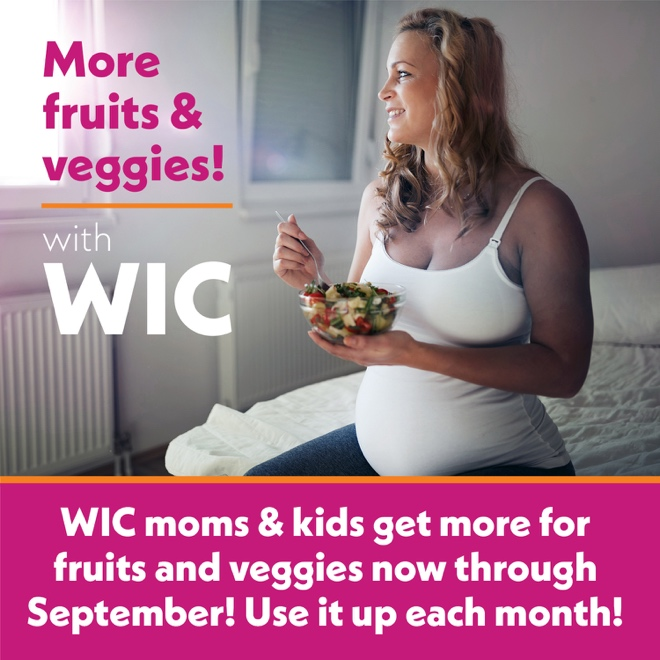 More
fruits &
veggies!
with
WIC
WIC moms & kids get more for
fruits and veggies now through
September! Use it up each month!